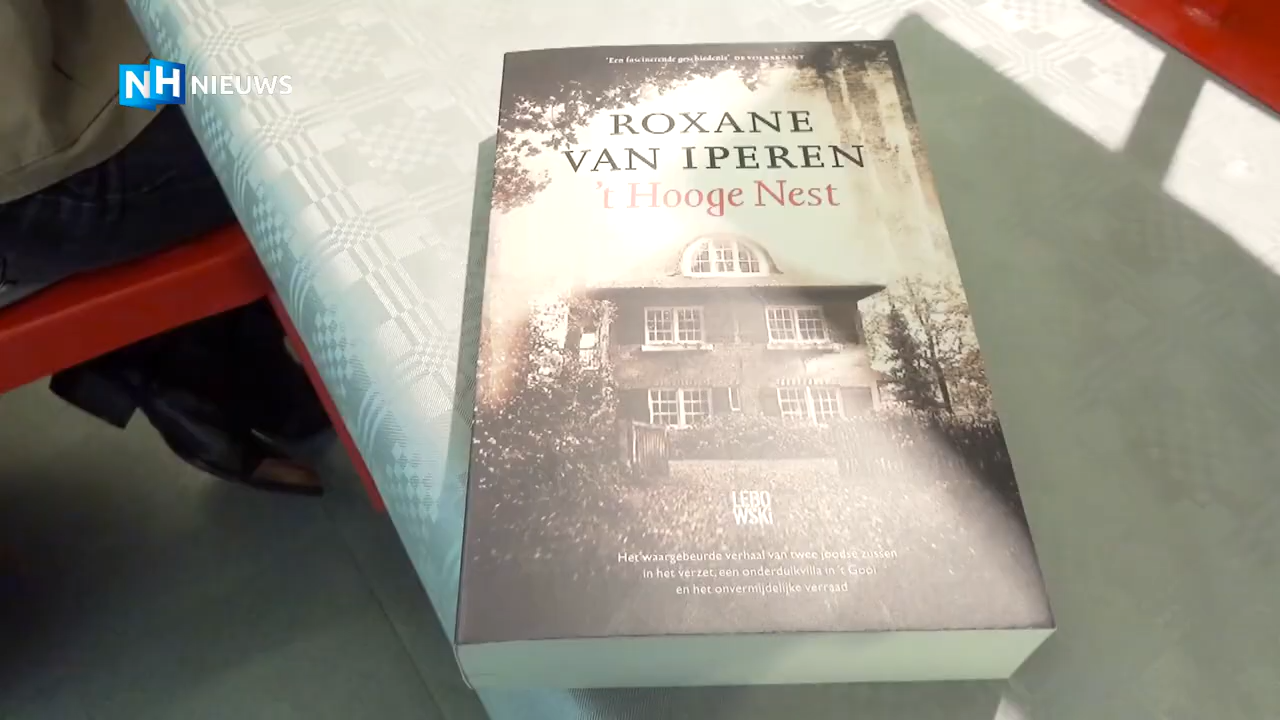 NH NIEUWS
'Een fascinerende geschiedenis' DE VOLKSKRANT
ROXANE
VAN IPEREN
't Hooge Nest
LEBO
WSKI
Het waargebeurde verhaal van twee joodse zussen
in het verzet, een onderduikvilla in 't Gooi
en het onvermijdelijke verraad